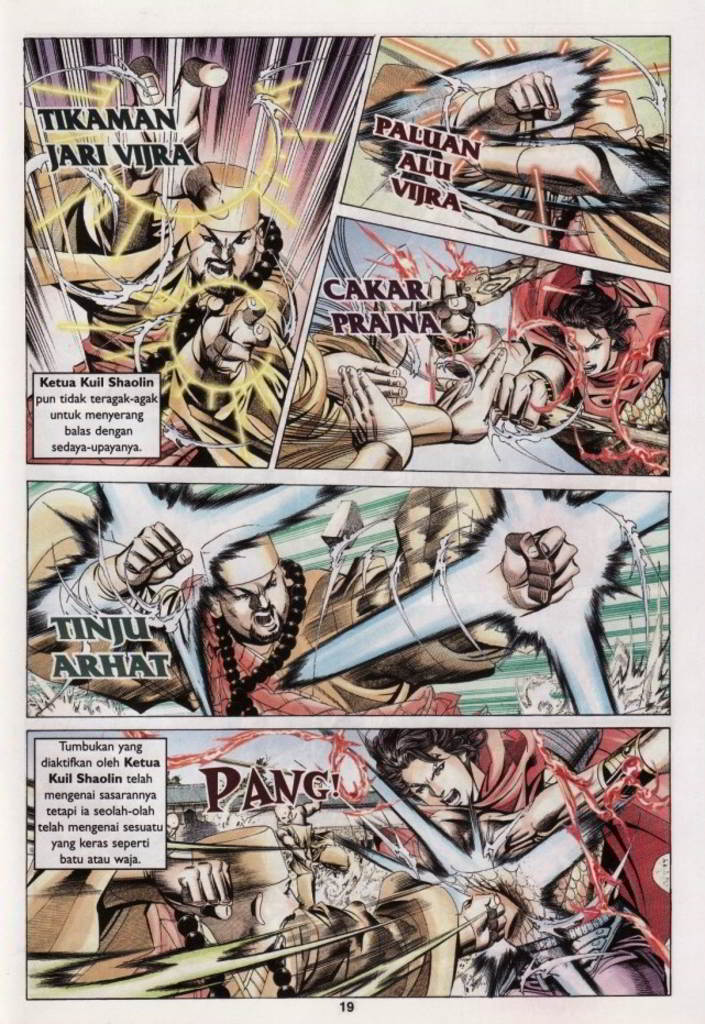 TIKAMAN
JARI VIJRA
Ketua Kuil Shaolin
pun tidak teragak-agak
untuk menyerang
balas dengan
sedaya-upayanya.
PALUAN
ALU
VIJRA
CAKAR
PRAJNA
TINJU
ARHAT
Tumbukan yang
diaktifkan oleh Ketua
Kuil Shaolin telah
mengenai sasarannya
tetapi ia seolah-olah
telah mengenai sesuatu
yang keras seperti
batu atau waja.
PANG!
19